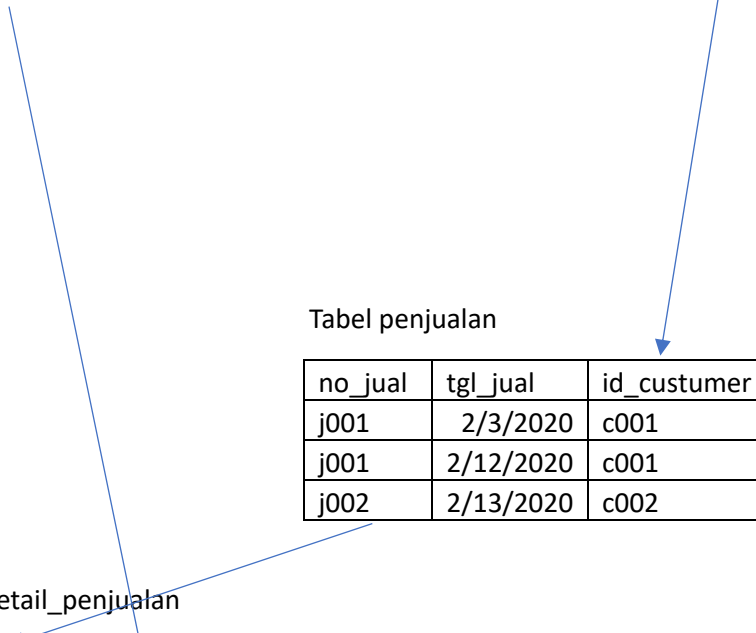 Tabel penjualan
no_jual tgl_jual id_custumer
j001 2/3/2020 c001
j001 2/12/2020 c001
j002 2/13/2020 c002
etail_penjualan